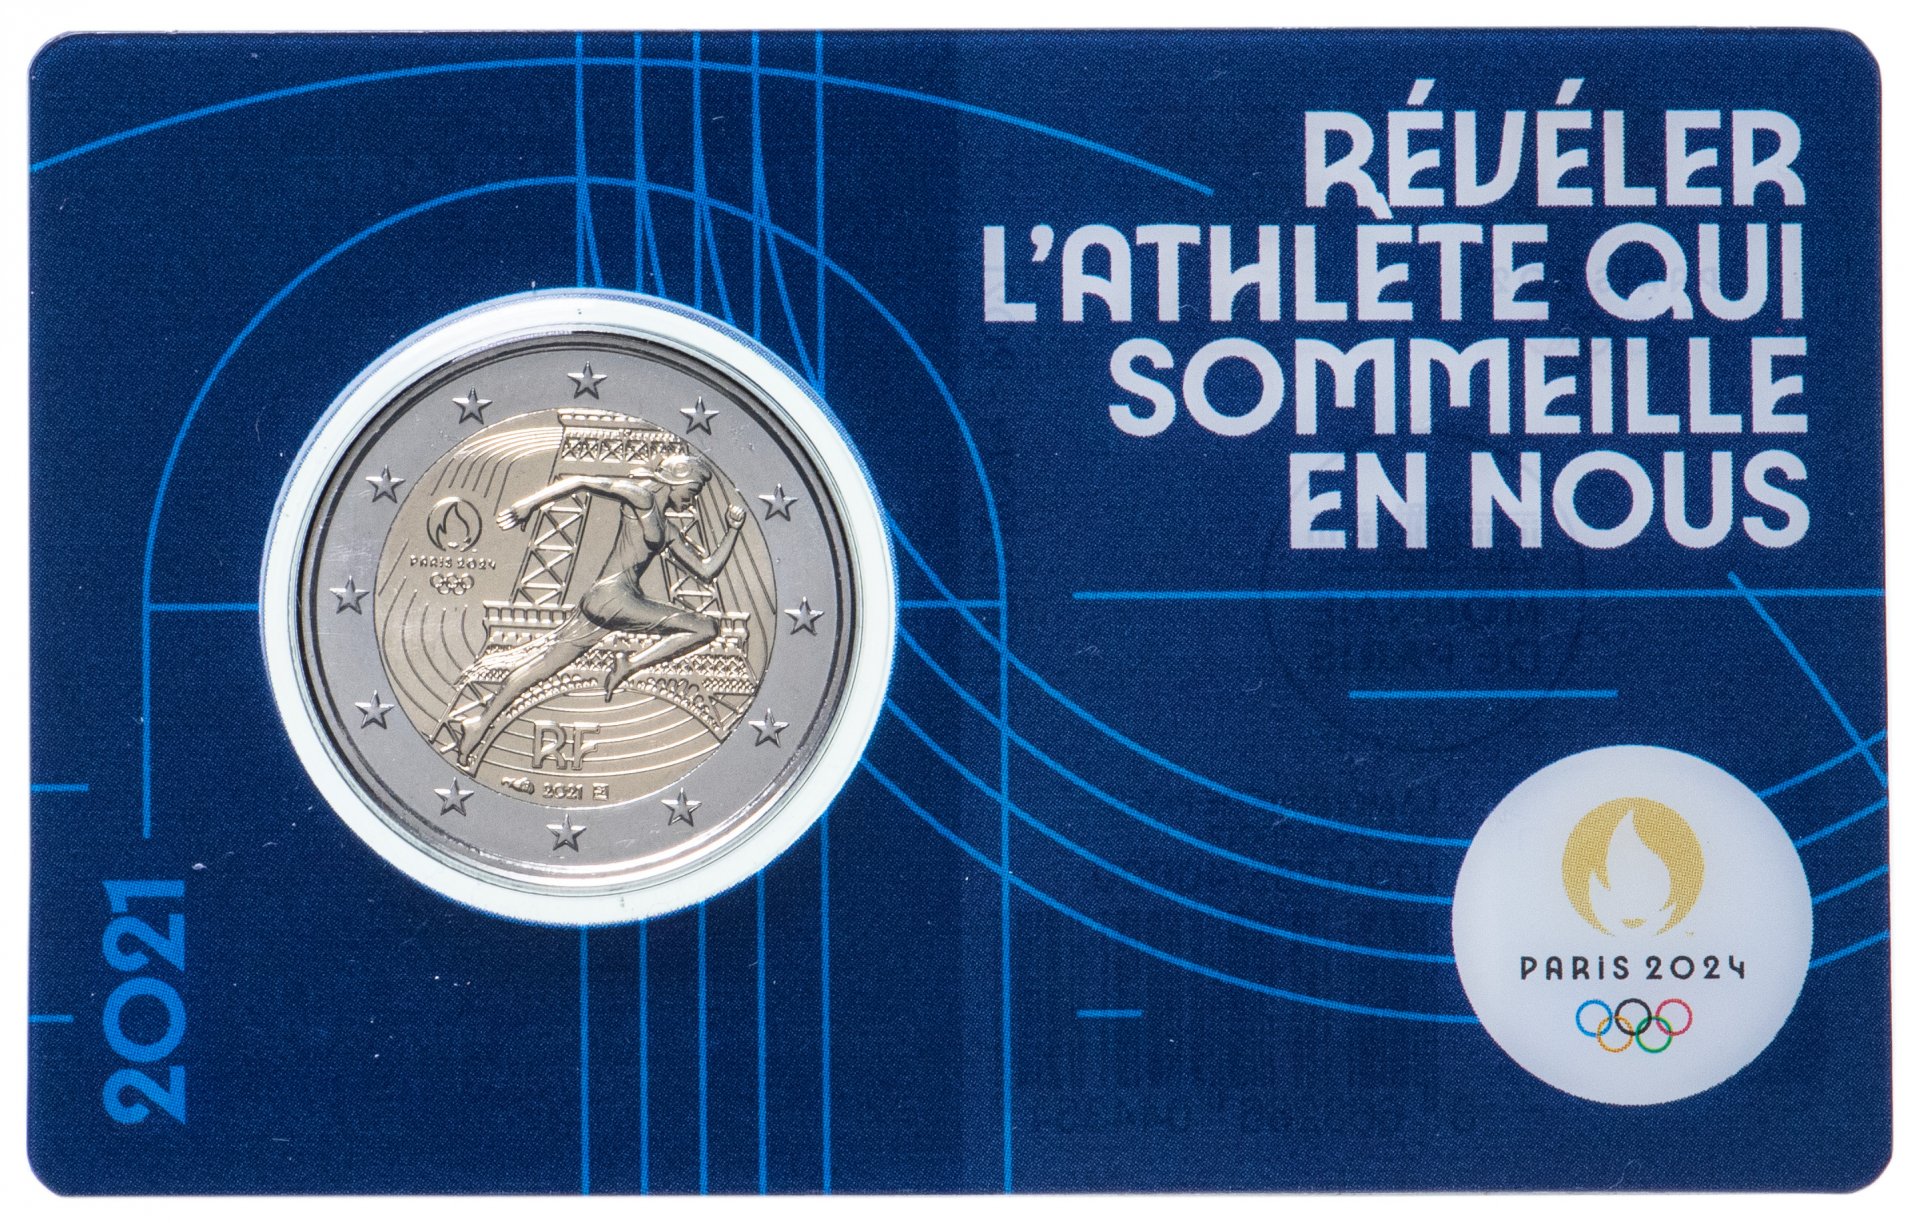 RÉVÉLER
L'ATHLÈTE QUI
SOMMEILLE
EN NOUS
PARIS 2024
RF
2021
2021
PARIS 2024